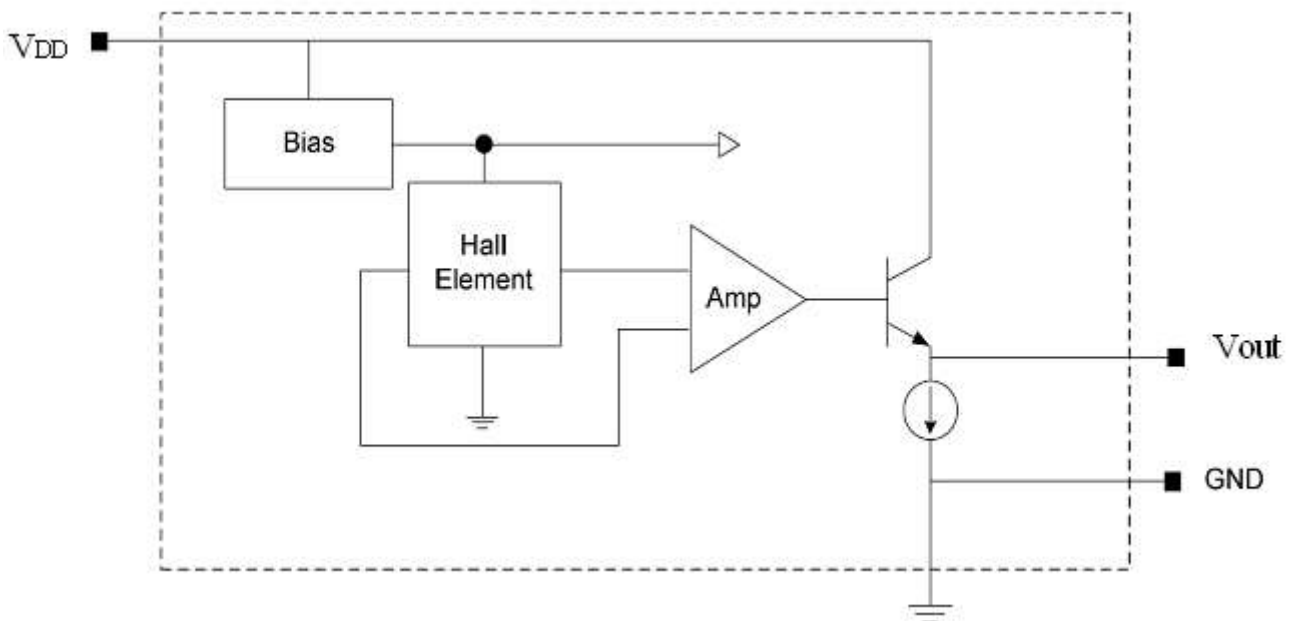 VDD
Bias
Hall
Element
Amp
Vout
GND